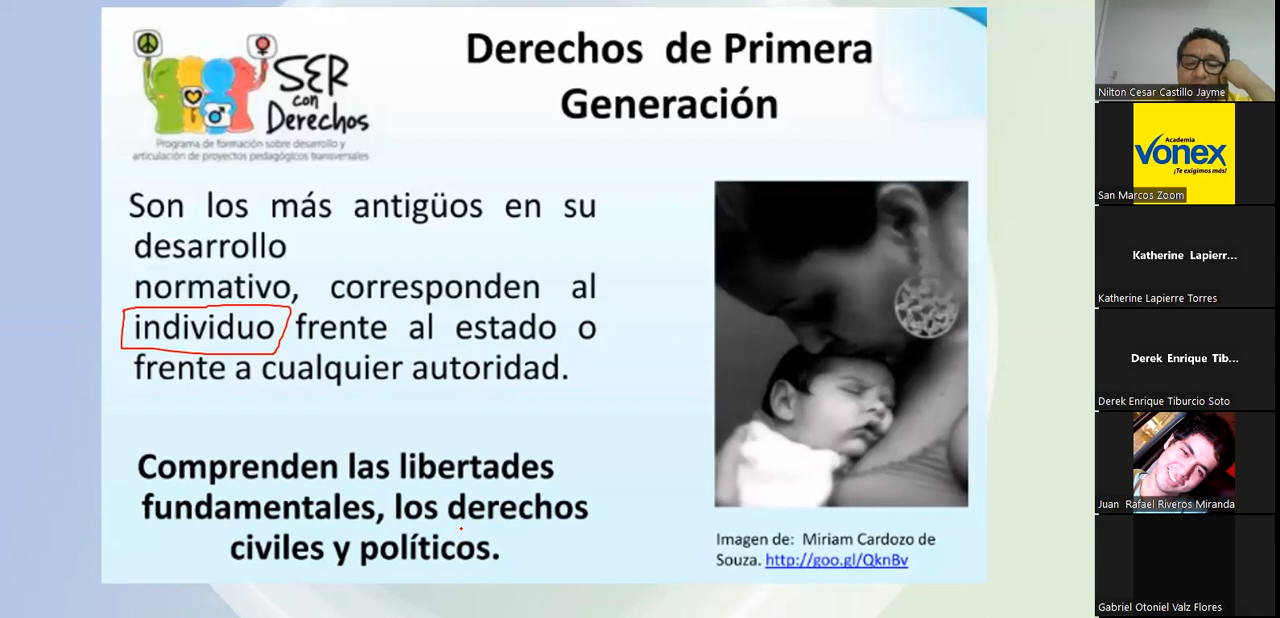 Derechos de Primera
Generación
SER
con
Derechos
Programa de formación sobre desarrollo y
articulación de proyectos pedagógicos transversales
Son los más antigüos en su
desarrollo
normativo, corresponden al
individuo frente al estado o
frente a cualquier autoridad.
Comprenden las libertades
fundamentales, los derechos
civiles y políticos.
Imagen de: Miriam Cardozo de
Souza. http://goo.gl/QknBv
Nilton Cesar Castillo Jayme
Academia
Vonex
¡Te exigimos más!
San Marcos Zoom
Katherine Lapierr...
Katherine Lapierre Torres
Derek Enrique Tib...
Derek Enrique Tiburcio Soto
Juan Rafael Riveros Miranda
Gabriel Otoniel Valz Flores